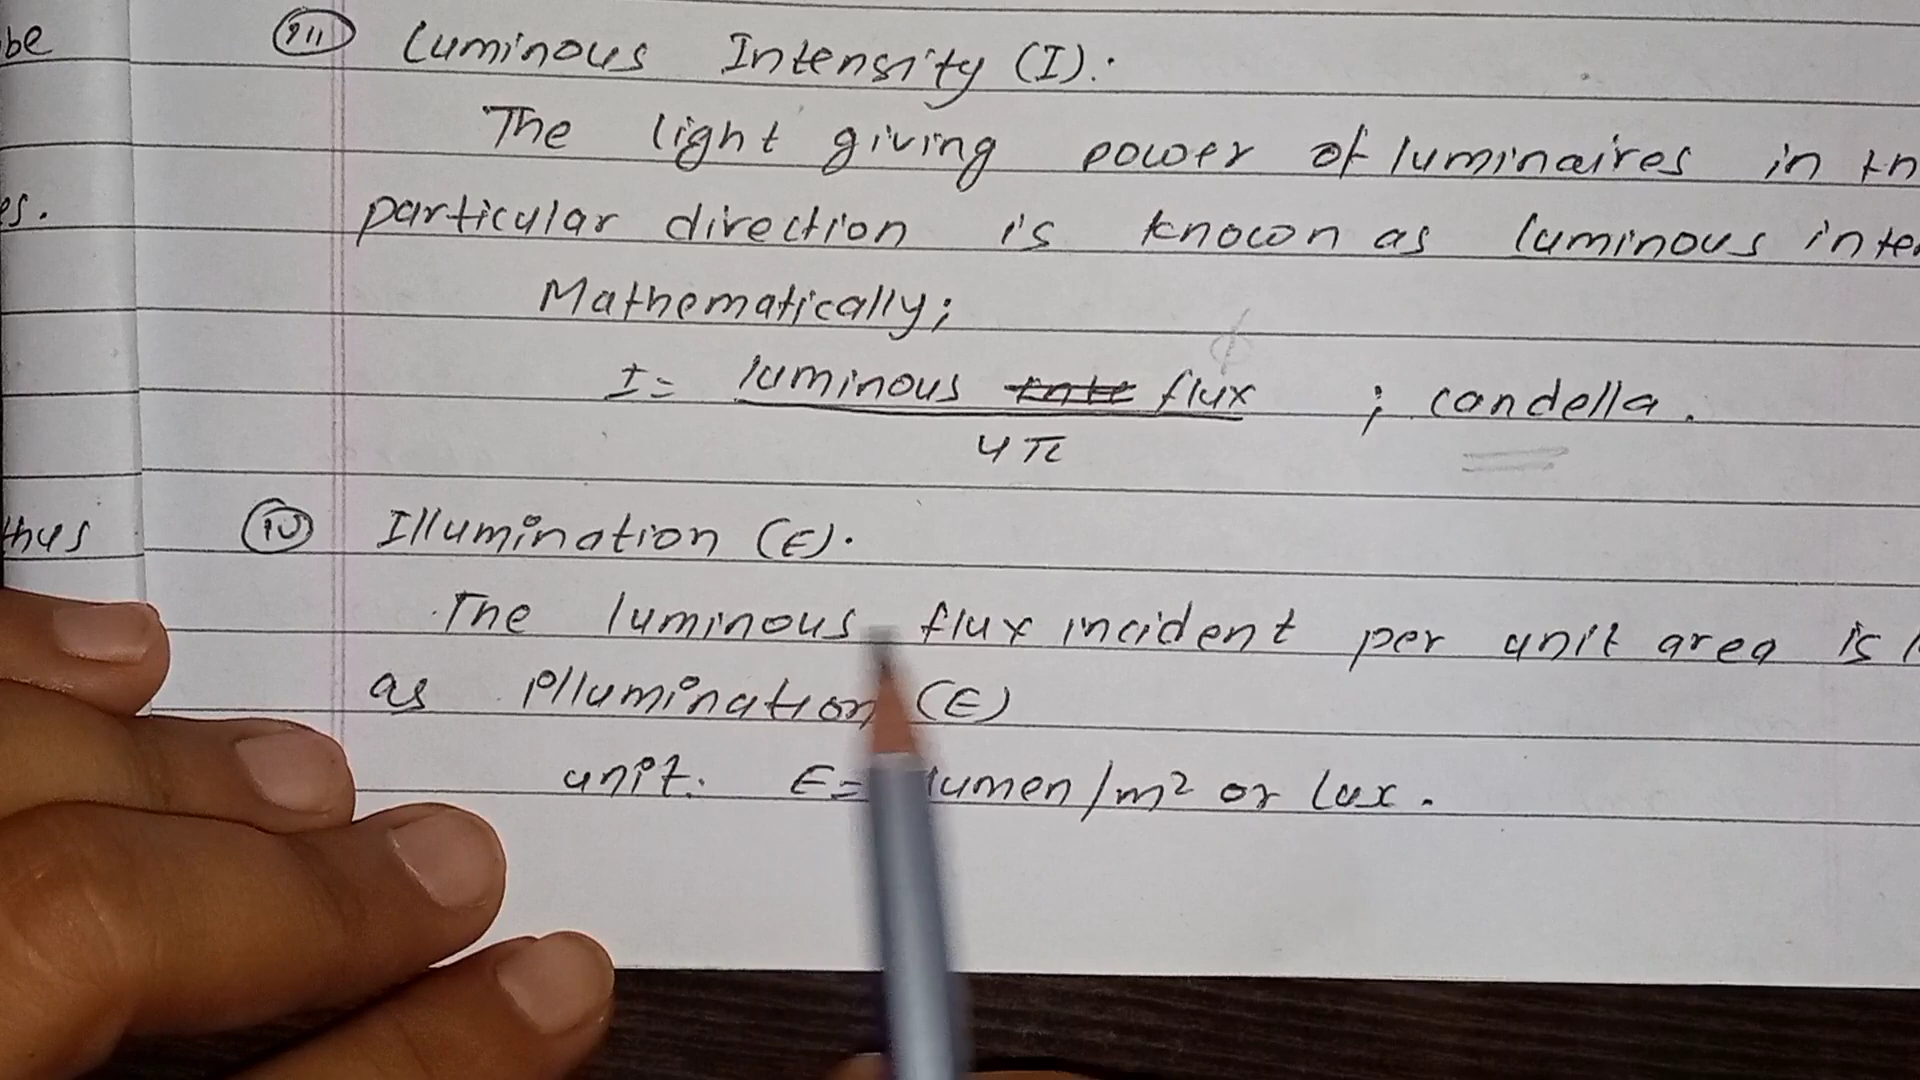 be
(iii) Luminous Intensity (I):
The light giving power of luminaires in th
es.
particular direction is known as luminous inte
Mathematically;
ϕ
I = luminous flux ; candella.
4π
thus
(iv) Illumination (E).
The luminous flux incident per unit area is
as illumination (E)
unit: E = lumen/m² or lux.